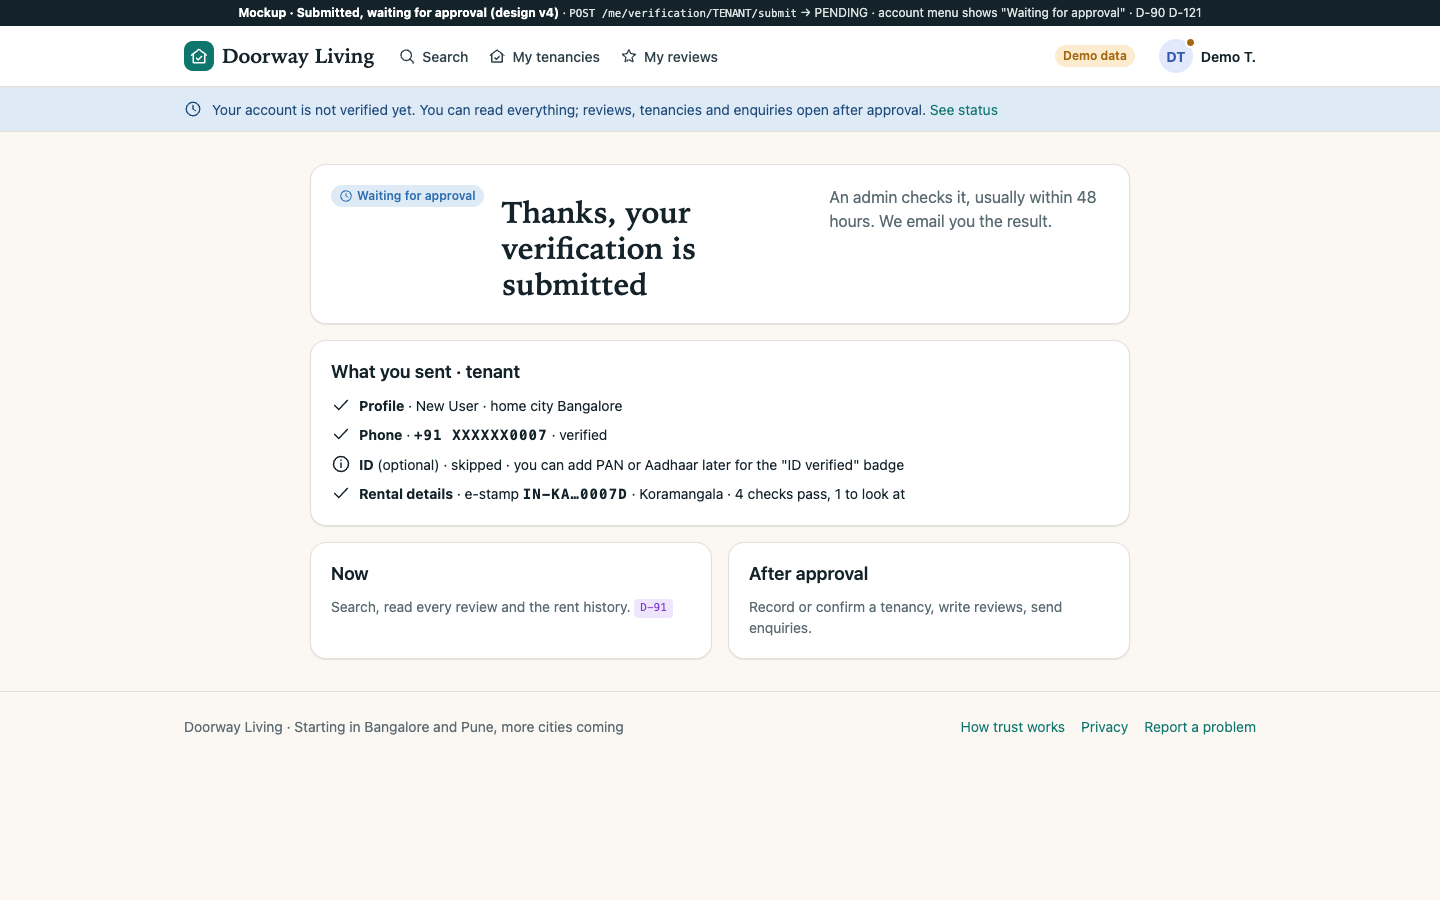 Mockup · Submitted, waiting for approval (design v4) · POST /me/verification/TENANT/submit → PENDING · account menu shows "Waiting for approval" · D-90 D-121
Doorway Living
Search
My tenancies
My reviews
Demo data
DT
Demo T.
Your account is not verified yet. You can read everything; reviews, tenancies and enquiries open after approval. See status
Waiting for approval
Thanks, your
verification is
submitted
An admin checks it, usually within 48
hours. We email you the result.
What you sent · tenant
Profile · New User · home city Bangalore
Phone · +91 XXXXXX0007 · verified
ID (optional) · skipped · you can add PAN or Aadhaar later for the "ID verified" badge
Rental details · e-stamp IN-KA…0007D · Koramangala · 4 checks pass, 1 to look at
Now
Search, read every review and the rent history. D-91
After approval
Record or confirm a tenancy, write reviews, send
enquiries.
Doorway Living · Starting in Bangalore and Pune, more cities coming
How trust works
Privacy
Report a problem